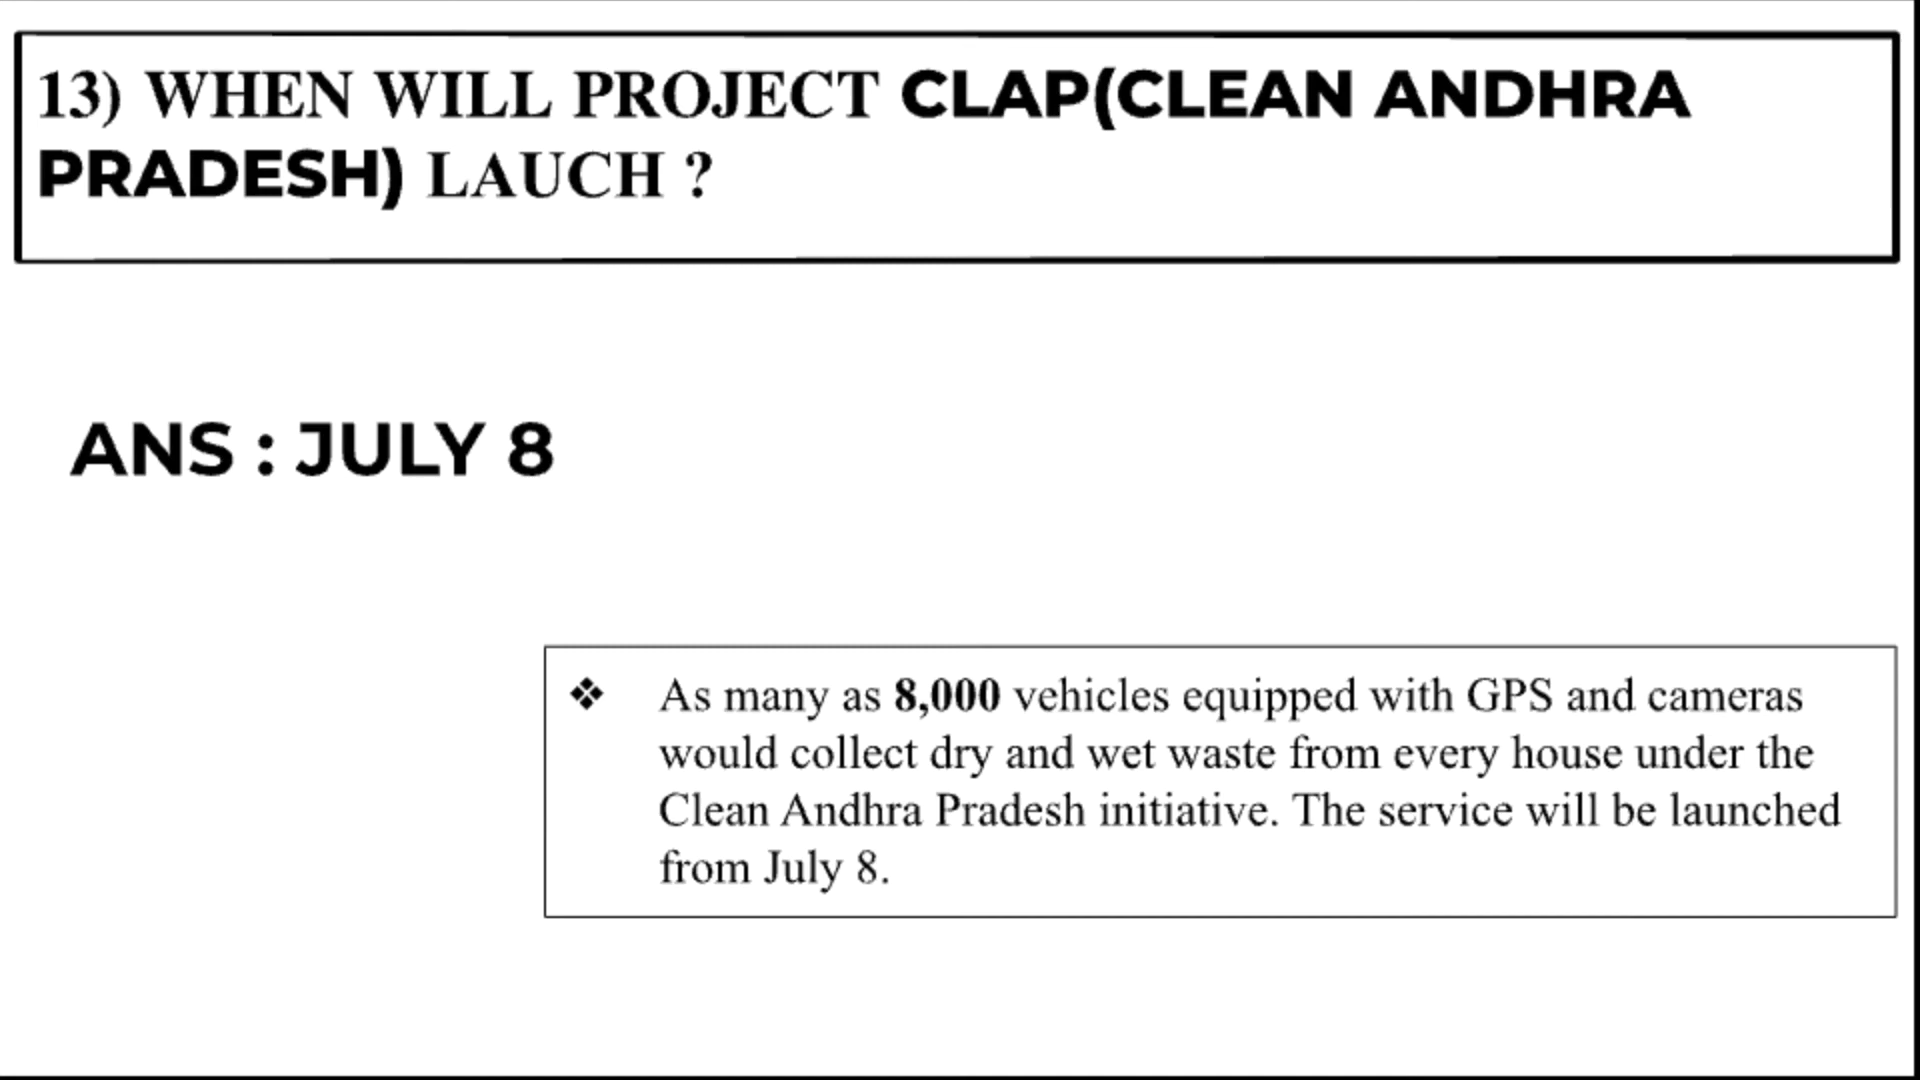 13) WHEN WILL PROJECT CLAP(CLEAN ANDHRA
PRADESH) LAUCH ?
ANS : JULY 8
❖ As many as 8,000 vehicles equipped with GPS and cameras
would collect dry and wet waste from every house under the
Clean Andhra Pradesh initiative. The service will be launched
from July 8.